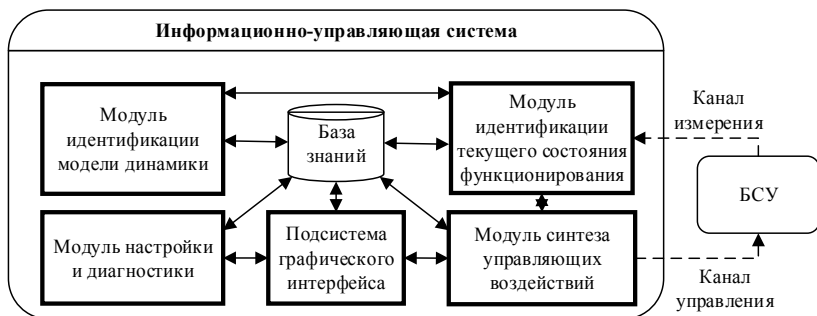 Информационно-управляющая система
Модуль
идентификации
модели динамики
База
знаний
Модуль
идентификации
текущего состояния
функционирования
Канал
измерения
БСУ
Модуль настройки
и диагностики
Подсистема
графического
интерфейса
Модуль синтеза
управляющих
воздействий
Канал
управления